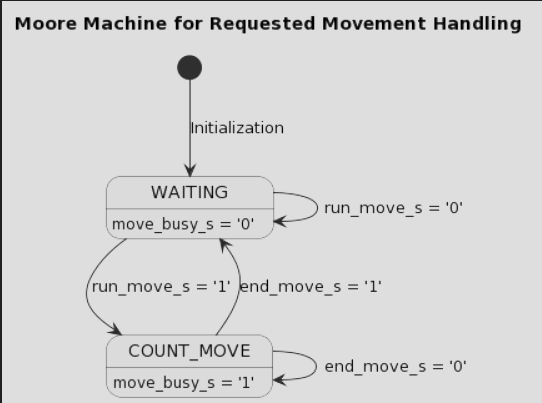 Moore Machine for Requested Movement Handling
Initialization
WAITING
move_busy_s = '0'
run_move_s = '0'
run_move_s = '1'
end_move_s = '1'
COUNT_MOVE
move_busy_s = '1'
end_move_s = '0'